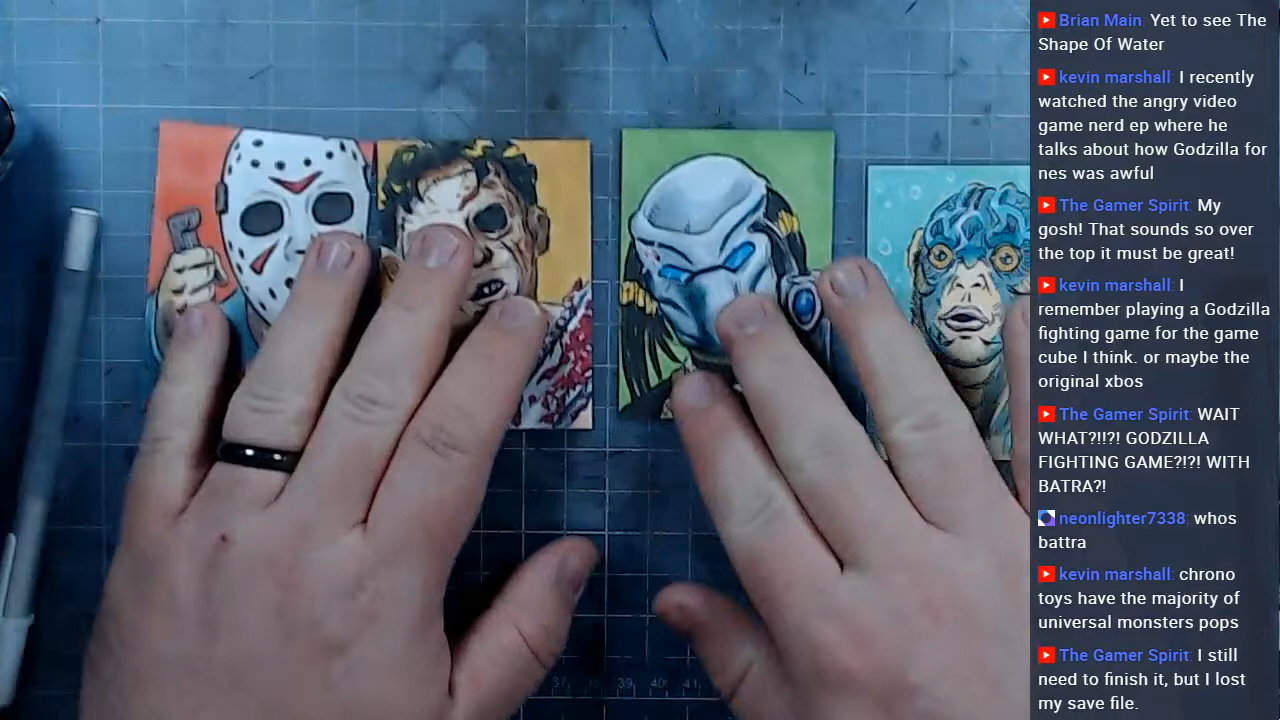 Brian Main: Yet to see The
Shape Of Water
kevin marshall: I recently
watched the angry video
game nerd ep where he
talks about how Godzilla for
nes was awful
The Gamer Spirit: My
gosh! That sounds so over
the top it must be great!
kevin marshall: I
remember playing a Godzilla
fighting game for the game
cube I think. or maybe the
original xbos
The Gamer Spirit: WAIT
WHAT?!!?! GODZILLA
FIGHTING GAME?!?! WITH
BATRA?!
neonlighter7338: whos
battra
kevin marshall: chrono
toys have the majority of
universal monsters pops
The Gamer Spirit: I still
need to finish it, but I lost
my save file.
37 39 40 41